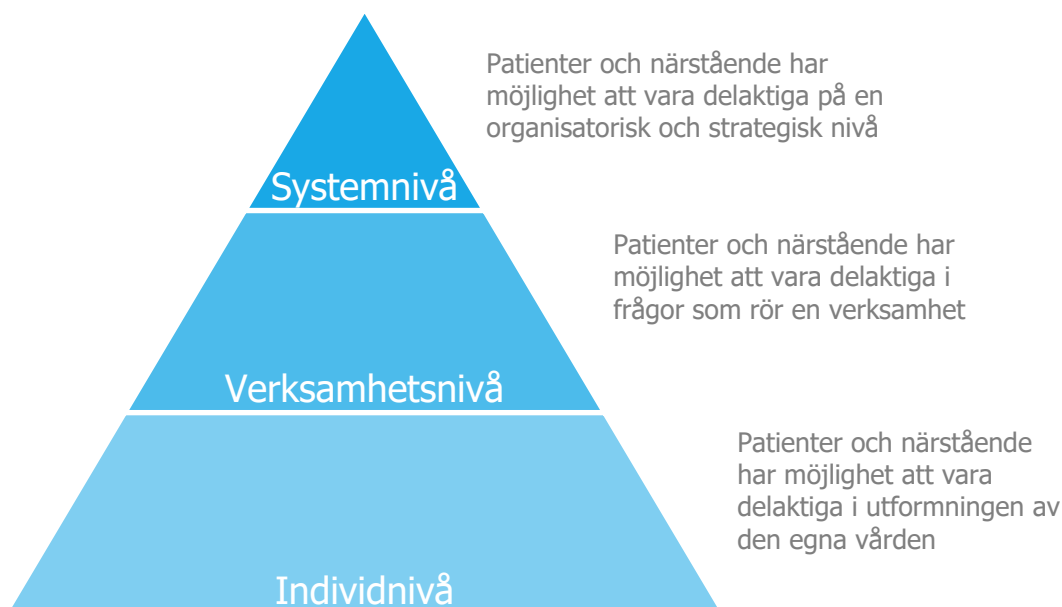 Patienter och närstående har
möjlighet att vara delaktiga på en
organisatorisk och strategisk nivå
Systemnivå
Patienter och närstående har
möjlighet att vara delaktiga i
frågor som rör en verksamhet
Verksamhetsnivå
Patienter och närstående
har möjlighet att vara
delaktiga i utformningen av
den egna vården
Individnivå